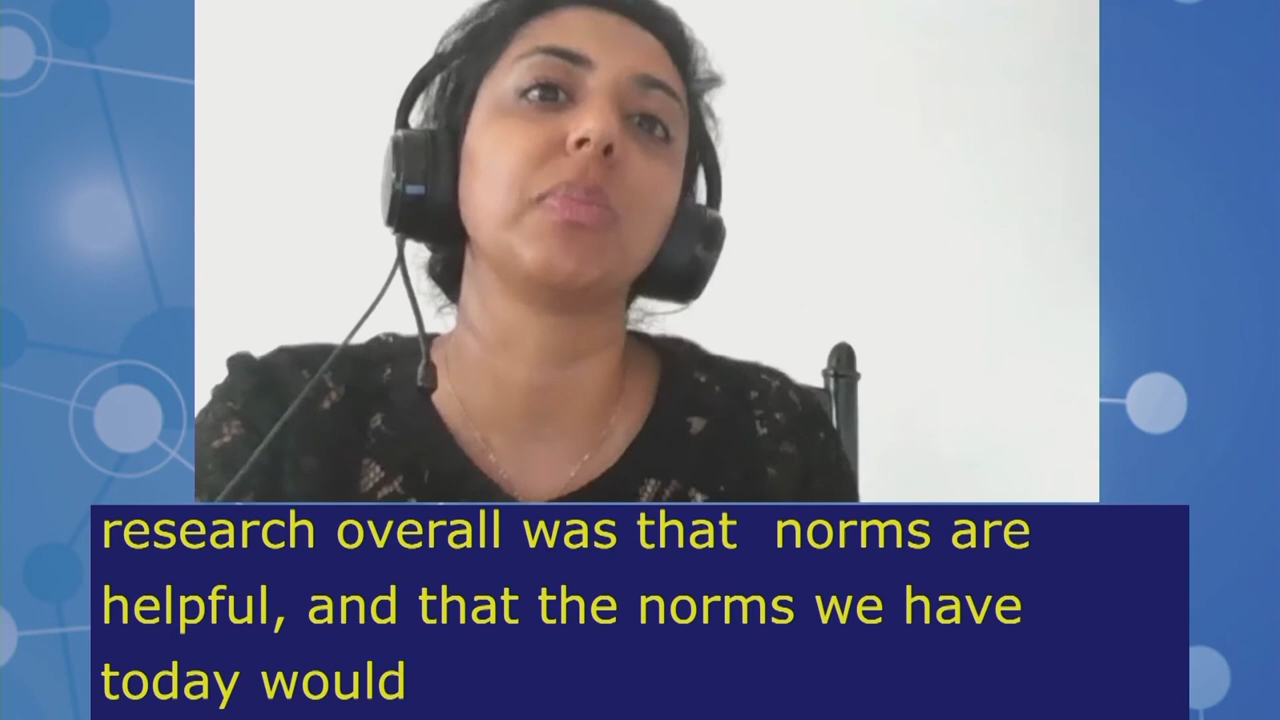 research overall was that  norms are
helpful, and that the norms we have
today would